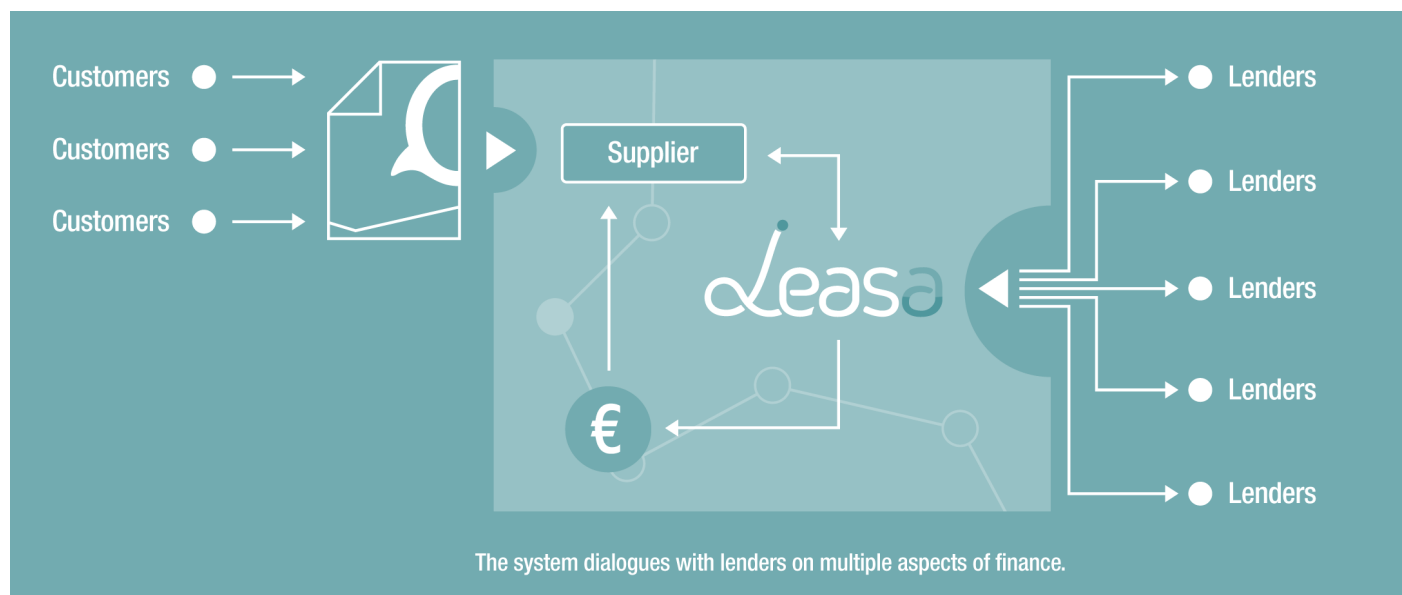 Customers
Customers
Customers
Supplier
Leasa
€
Lenders
Lenders
Lenders
Lenders
Lenders
The system dialogues with lenders on multiple aspects of finance.